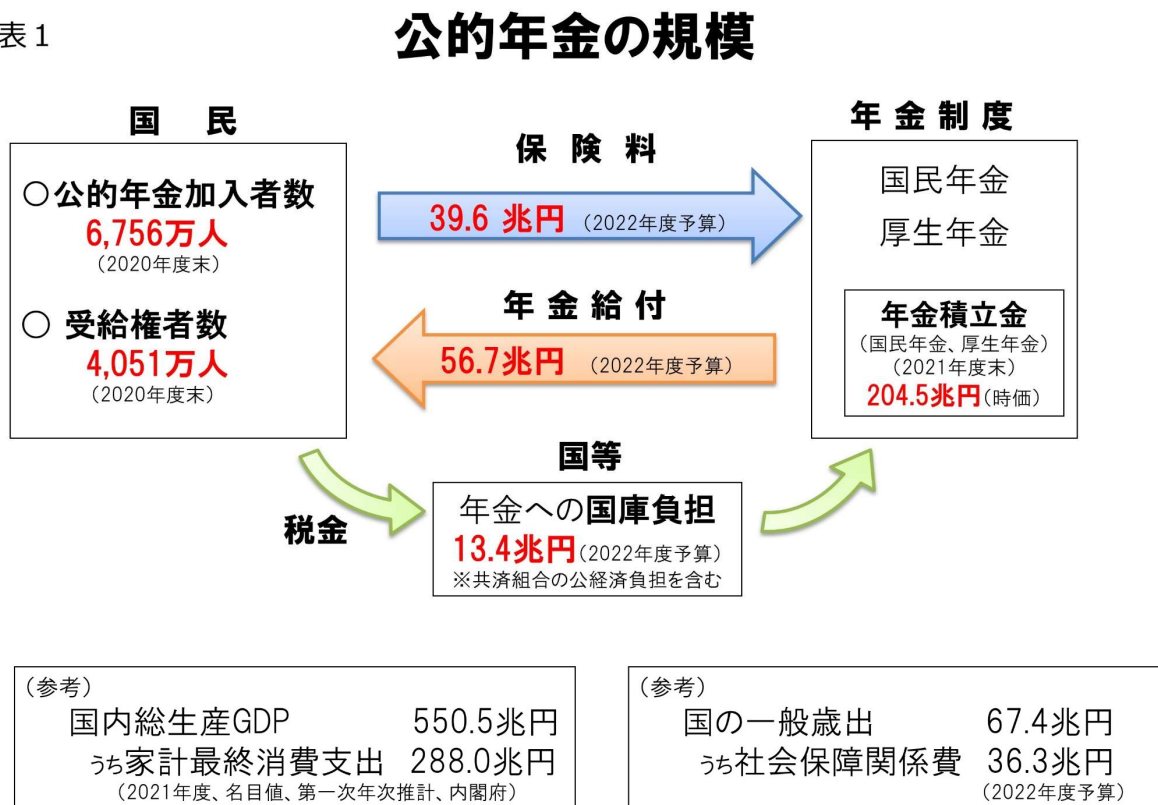 表1
公的年金の規模
国 民
○公的年金加入者数
6,756万人
(2020年度末)
○ 受給権者数
4,051万人
(2020年度末)
保 険 料
39.6 兆円 (2022年度予算)
年 金 給 付
56.7兆円 (2022年度予算)
年 金 制 度
国民年金
厚生年金
年金積立金
(国民年金、厚生年金)
(2021年度末)
204.5兆円(時価)
税金
国等
年金への国庫負担
13.4兆円(2022年度予算)
※共済組合の公経済負担を含む
(参考)
国内総生産GDP 550.5兆円
うち家計最終消費支出 288.0兆円
(2021年度、名目値、第一次年次推計、内閣府)
(参考)
国の一般歳出 67.4兆円
うち社会保障関係費 36.3兆円
(2022年度予算)